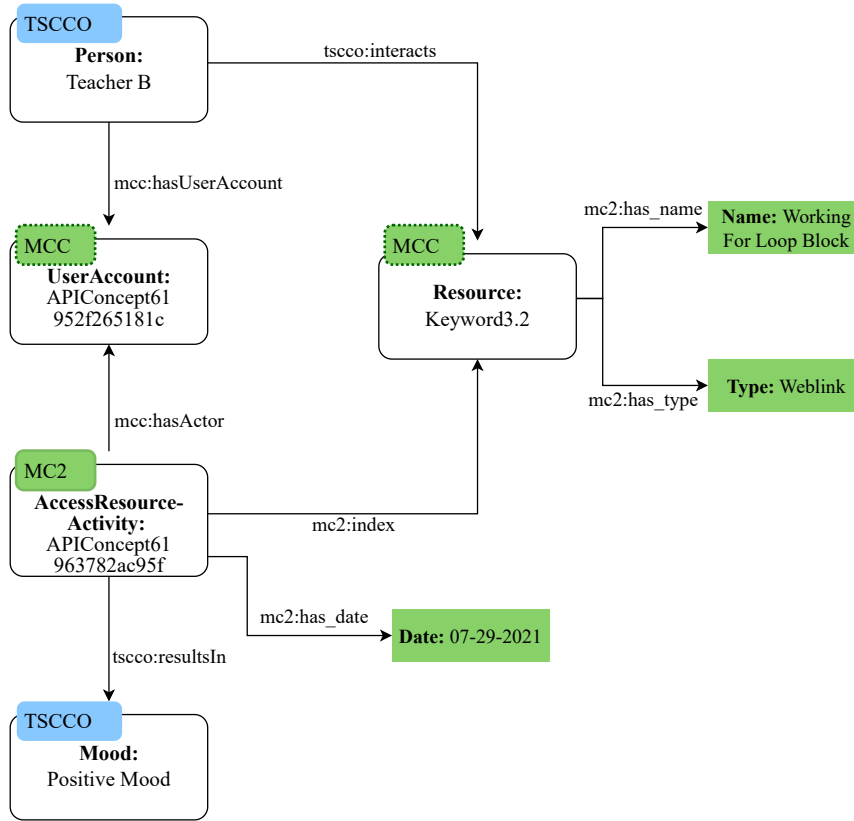 TSCCO
Person:
Teacher B
tscco:interacts
mcc:hasUserAccount
MCC
UserAccount:
APIConcept61
952f265181c
MCC
Resource:
Keyword3.2
mc2:has_name
Name: Working
For Loop Block
mc2:has_type
Type: Weblink
mcc:hasActor
MC2
AccessResource-
Activity:
APIConcept61
963782ac95f
mc2:index
mc2:has_date
Date: 07-29-2021
tscco:resultsIn
TSCCO
Mood:
Positive Mood